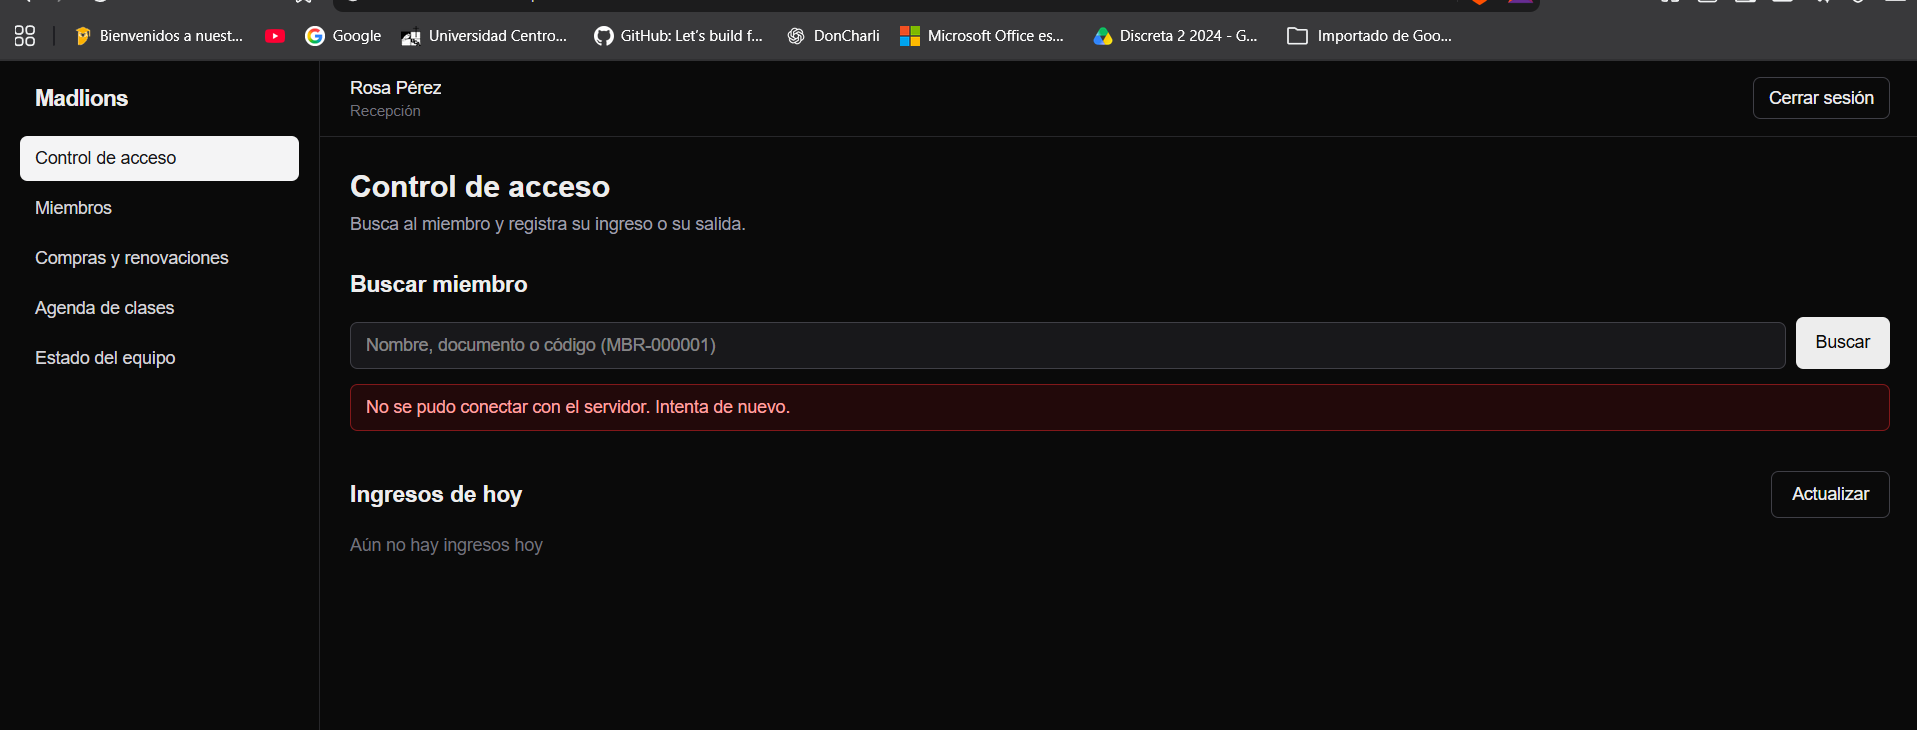 Bienvenidos a nuest...
Google
Universidad Centro...
GitHub: Let's build f...
DonCharli
Microsoft Office es...
Discreta 2 2024 - G...
Importado de Goo...
Madlions
Rosa Pérez
Recepción
Cerrar sesión
Control de acceso
Miembros
Compras y renovaciones
Agenda de clases
Estado del equipo
Control de acceso
Busca al miembro y registra su ingreso o su salida.
Buscar miembro
Nombre, documento o código (MBR-000001)
Buscar
No se pudo conectar con el servidor. Intenta de nuevo.
Ingresos de hoy
Actualizar
Aún no hay ingresos hoy